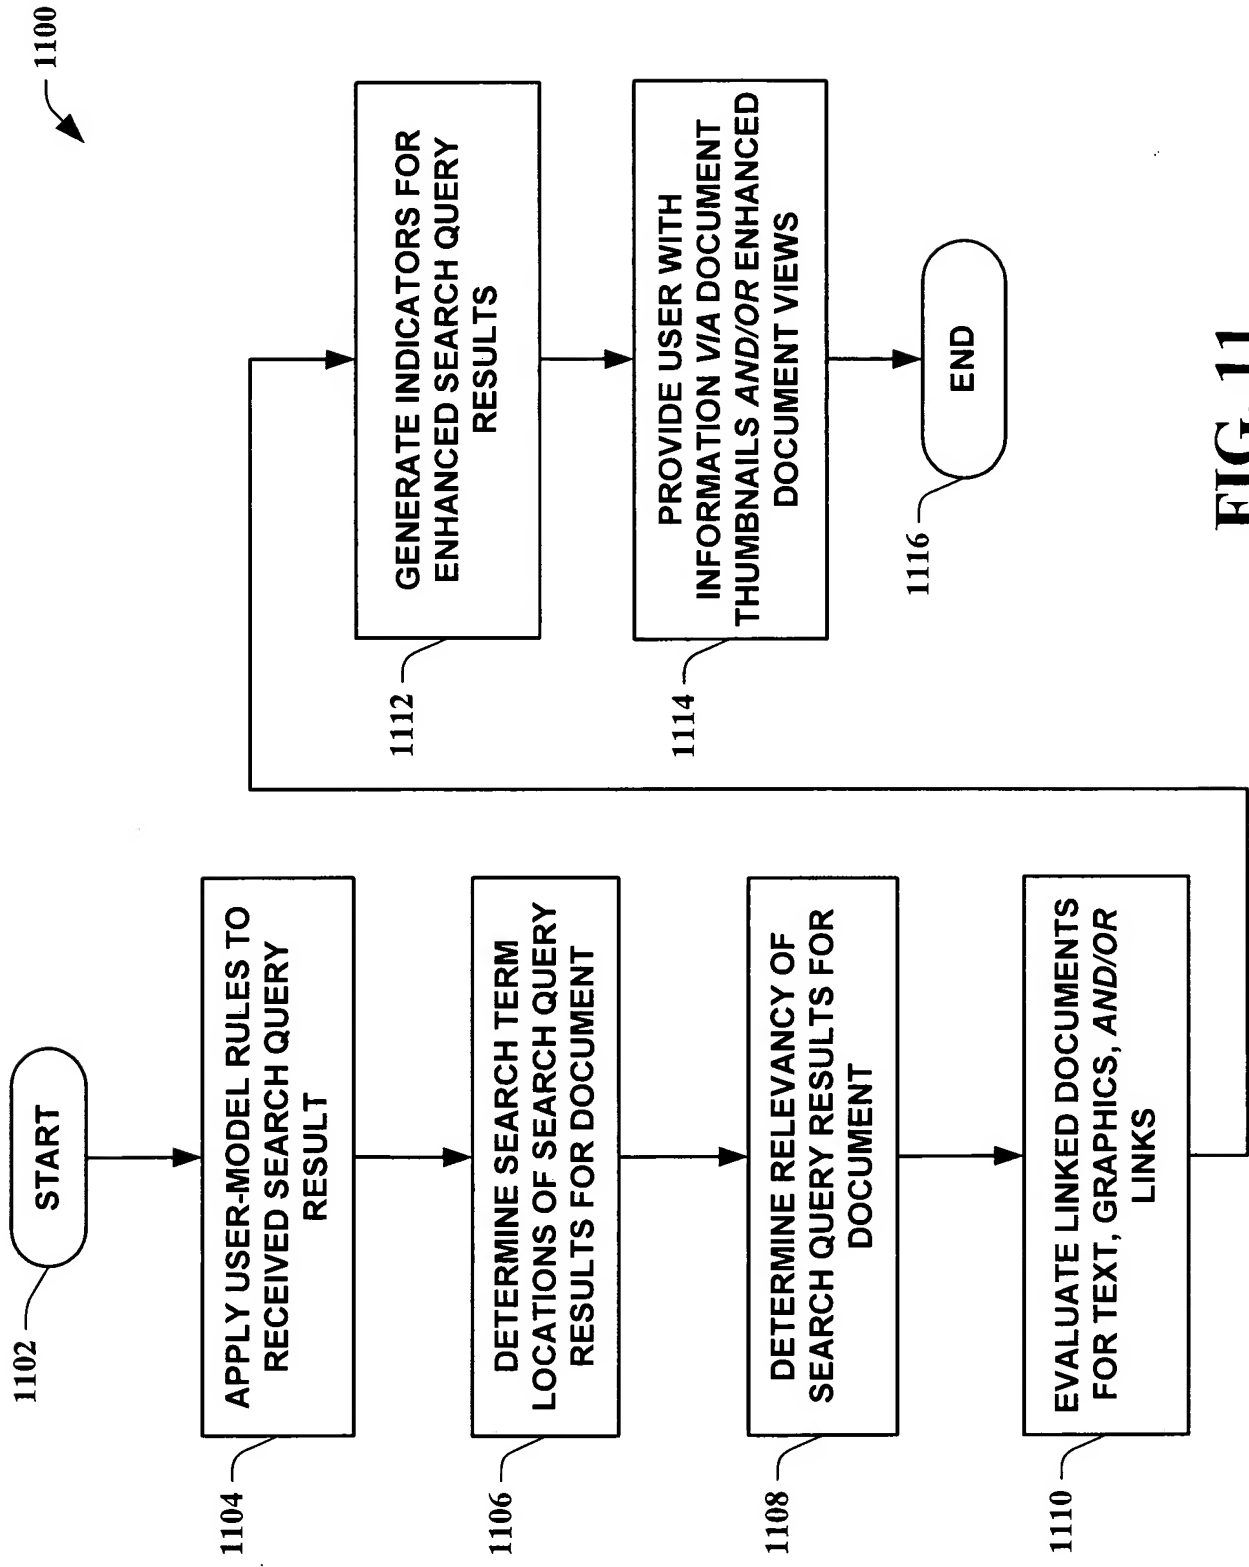 1100
START
1102
APPLY USER-MODEL RULES TO
RECEIVED SEARCH QUERY
RESULT
1104
DETERMINE SEARCH TERM
LOCATIONS OF SEARCH QUERY
RESULTS FOR DOCUMENT
1106
DETERMINE RELEVANCY OF
SEARCH QUERY RESULTS FOR
DOCUMENT
1108
EVALUATE LINKED DOCUMENTS
FOR TEXT, GRAPHICS, AND/OR
LINKS
1110
GENERATE INDICATORS FOR
ENHANCED SEARCH QUERY
RESULTS
1112
PROVIDE USER WITH
INFORMATION VIA DOCUMENT
THUMBNAILS AND/OR ENHANCED
DOCUMENT VIEWS
1114
END
1116
FIG. 11